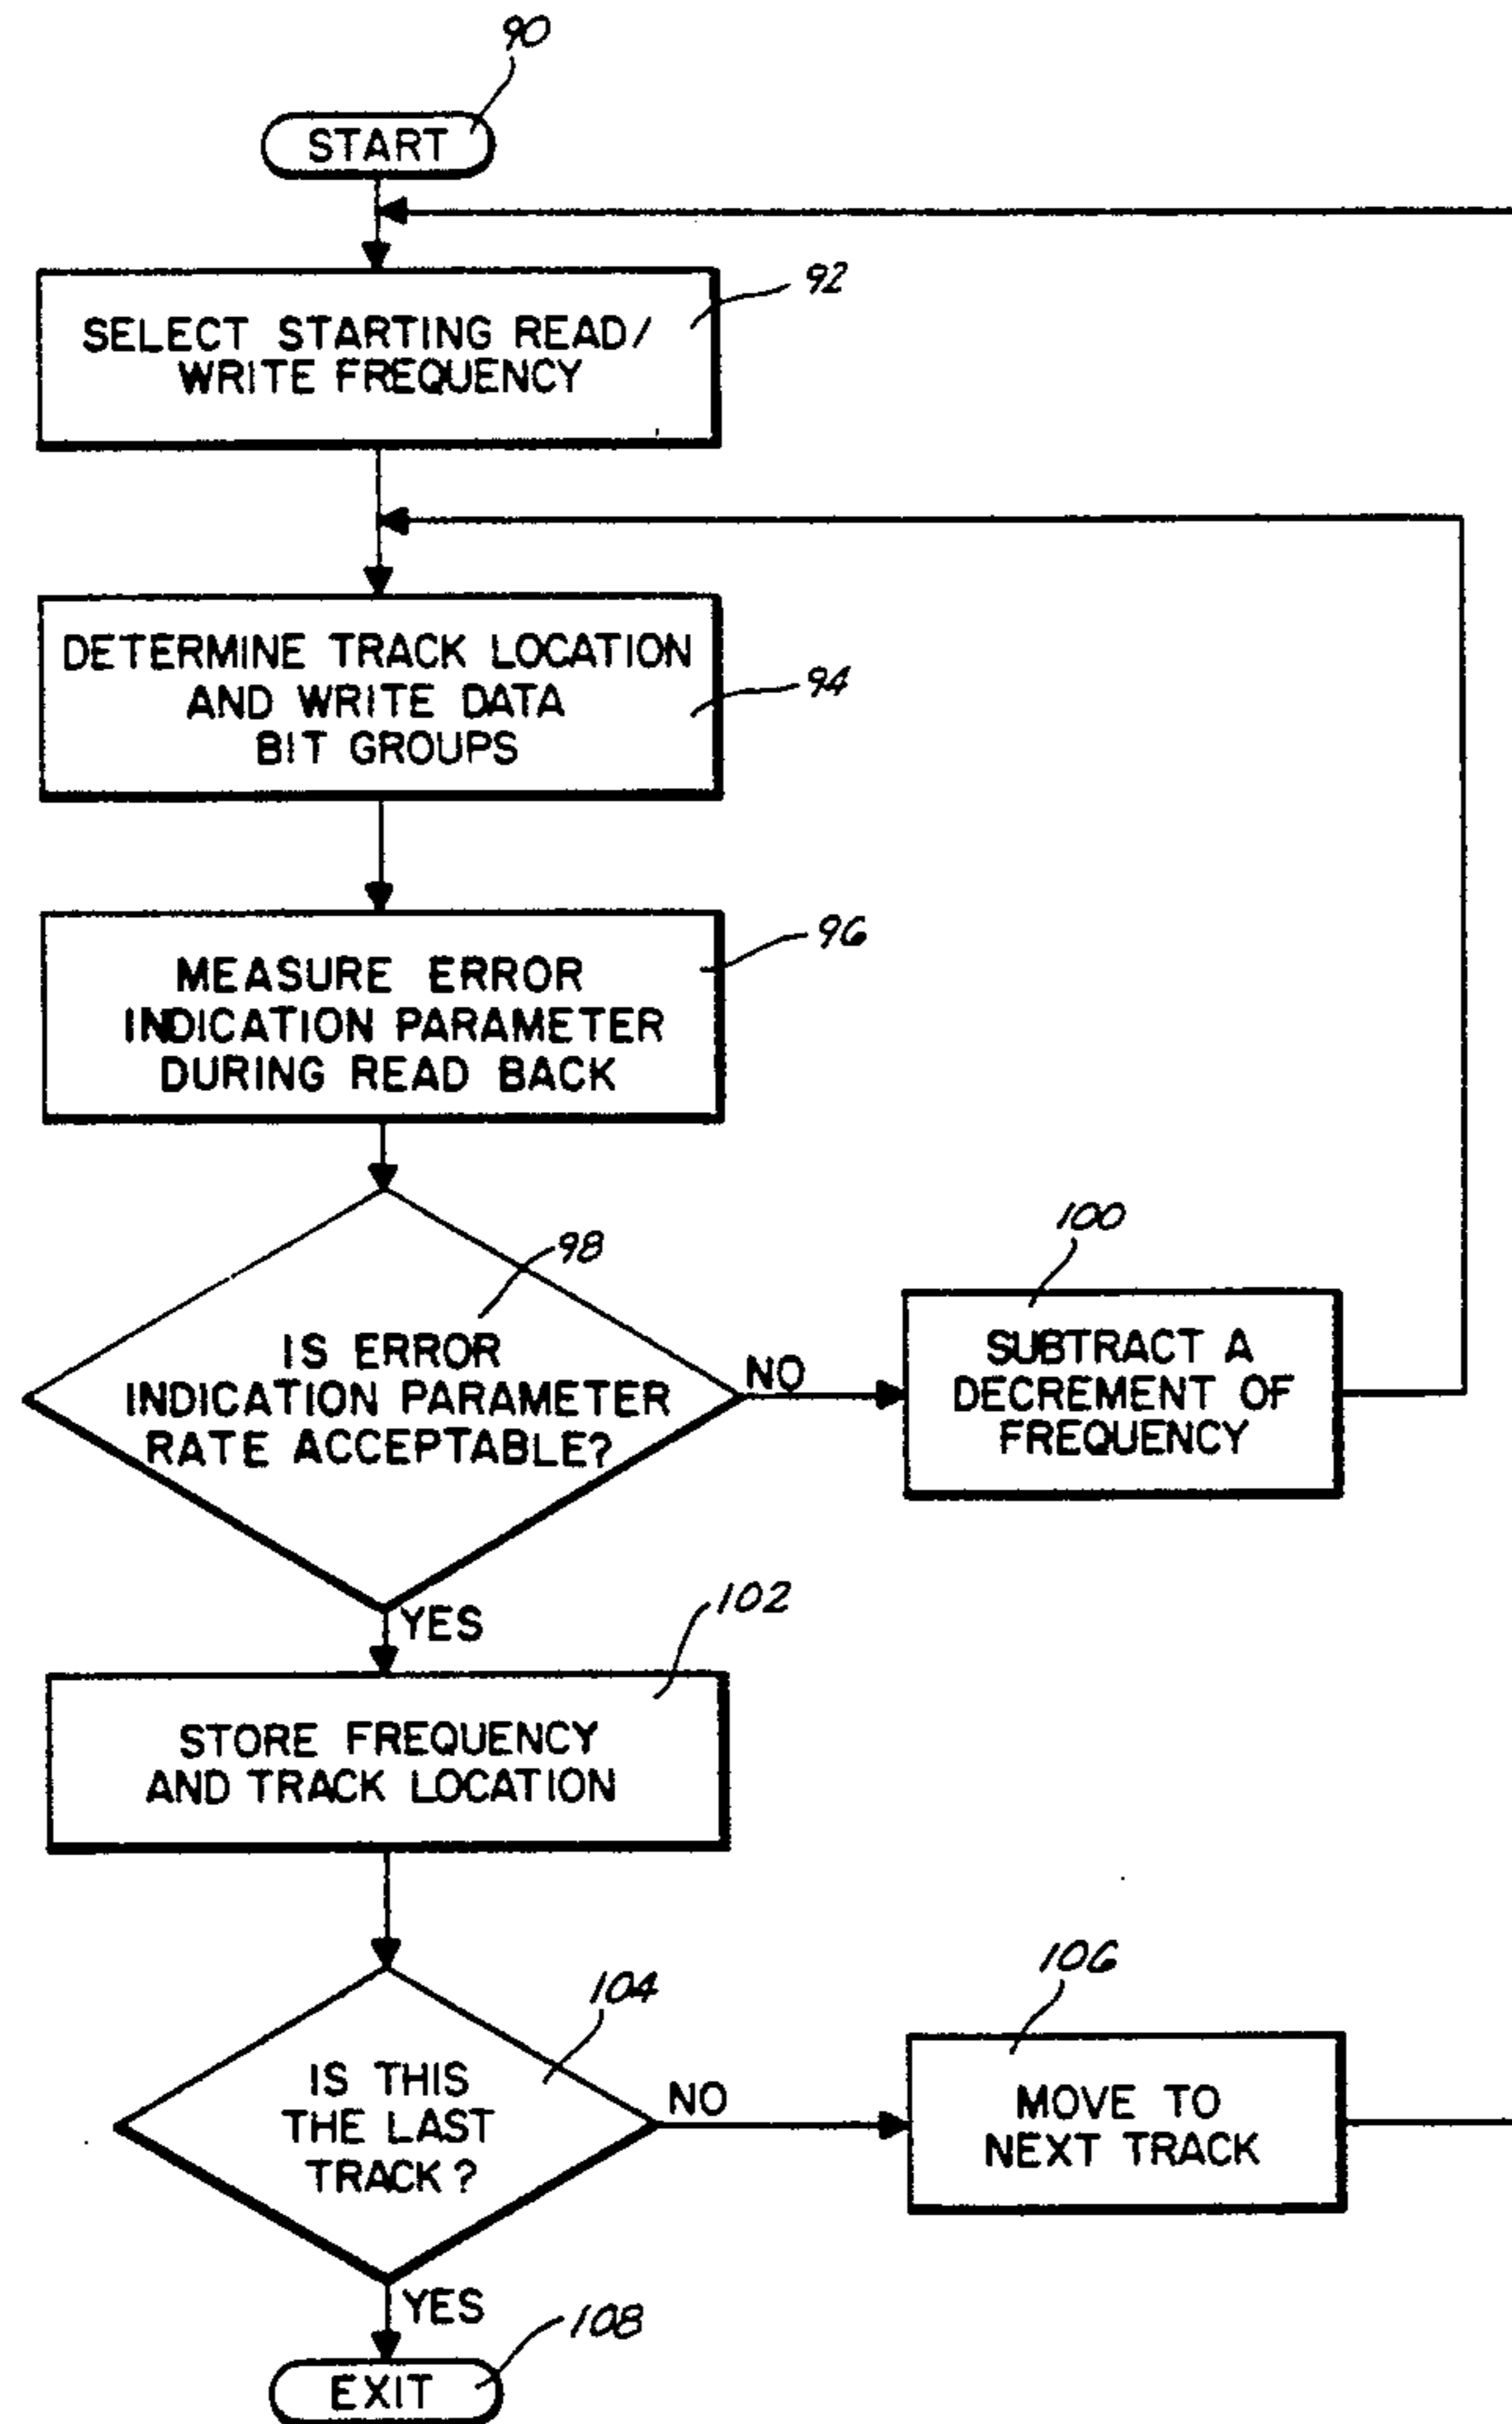 90
START
92
SELECT STARTING READ/
WRITE FREQUENCY
DETERMINE TRACK LOCATION
AND WRITE DATA
BIT GROUPS
94
MEASURE ERROR
INDICATION PARAMETER
DURING READ BACK
96
98
IS ERROR
INDICATION PARAMETER
RATE ACCEPTABLE?
NO
100
SUBTRACT A
DECREMENT OF
FREQUENCY
YES
102
STORE FREQUENCY
AND TRACK LOCATION
104
IS THIS
THE LAST
TRACK?
NO
106
MOVE TO
NEXT TRACK
YES
108
EXIT